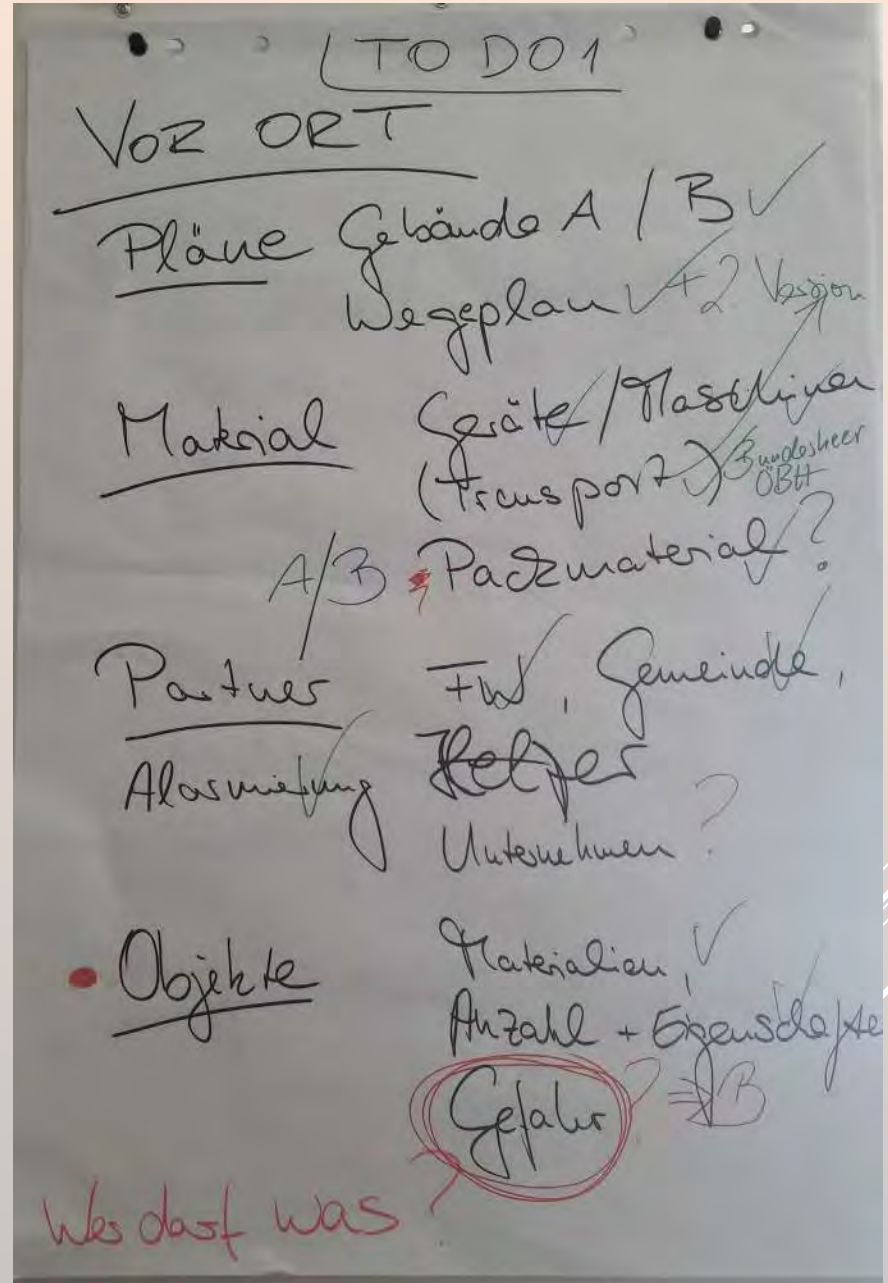 TO DO 1
VOR ORT
Pläne Gebäude A / B ✓
Wegeplan ✓ + 2. Version
Material Geräte / Maschinen
(Transport) Bundesheer
ÖBH
A/B Packmaterial ?
Partner FW, Gemeinde,
Alarmierung Helfer
Unternehmen ?
Objekte Materialien, ✓
Anzahl + Eigenschafte
Gefahr ? ⇒ B
Wer darf was ?